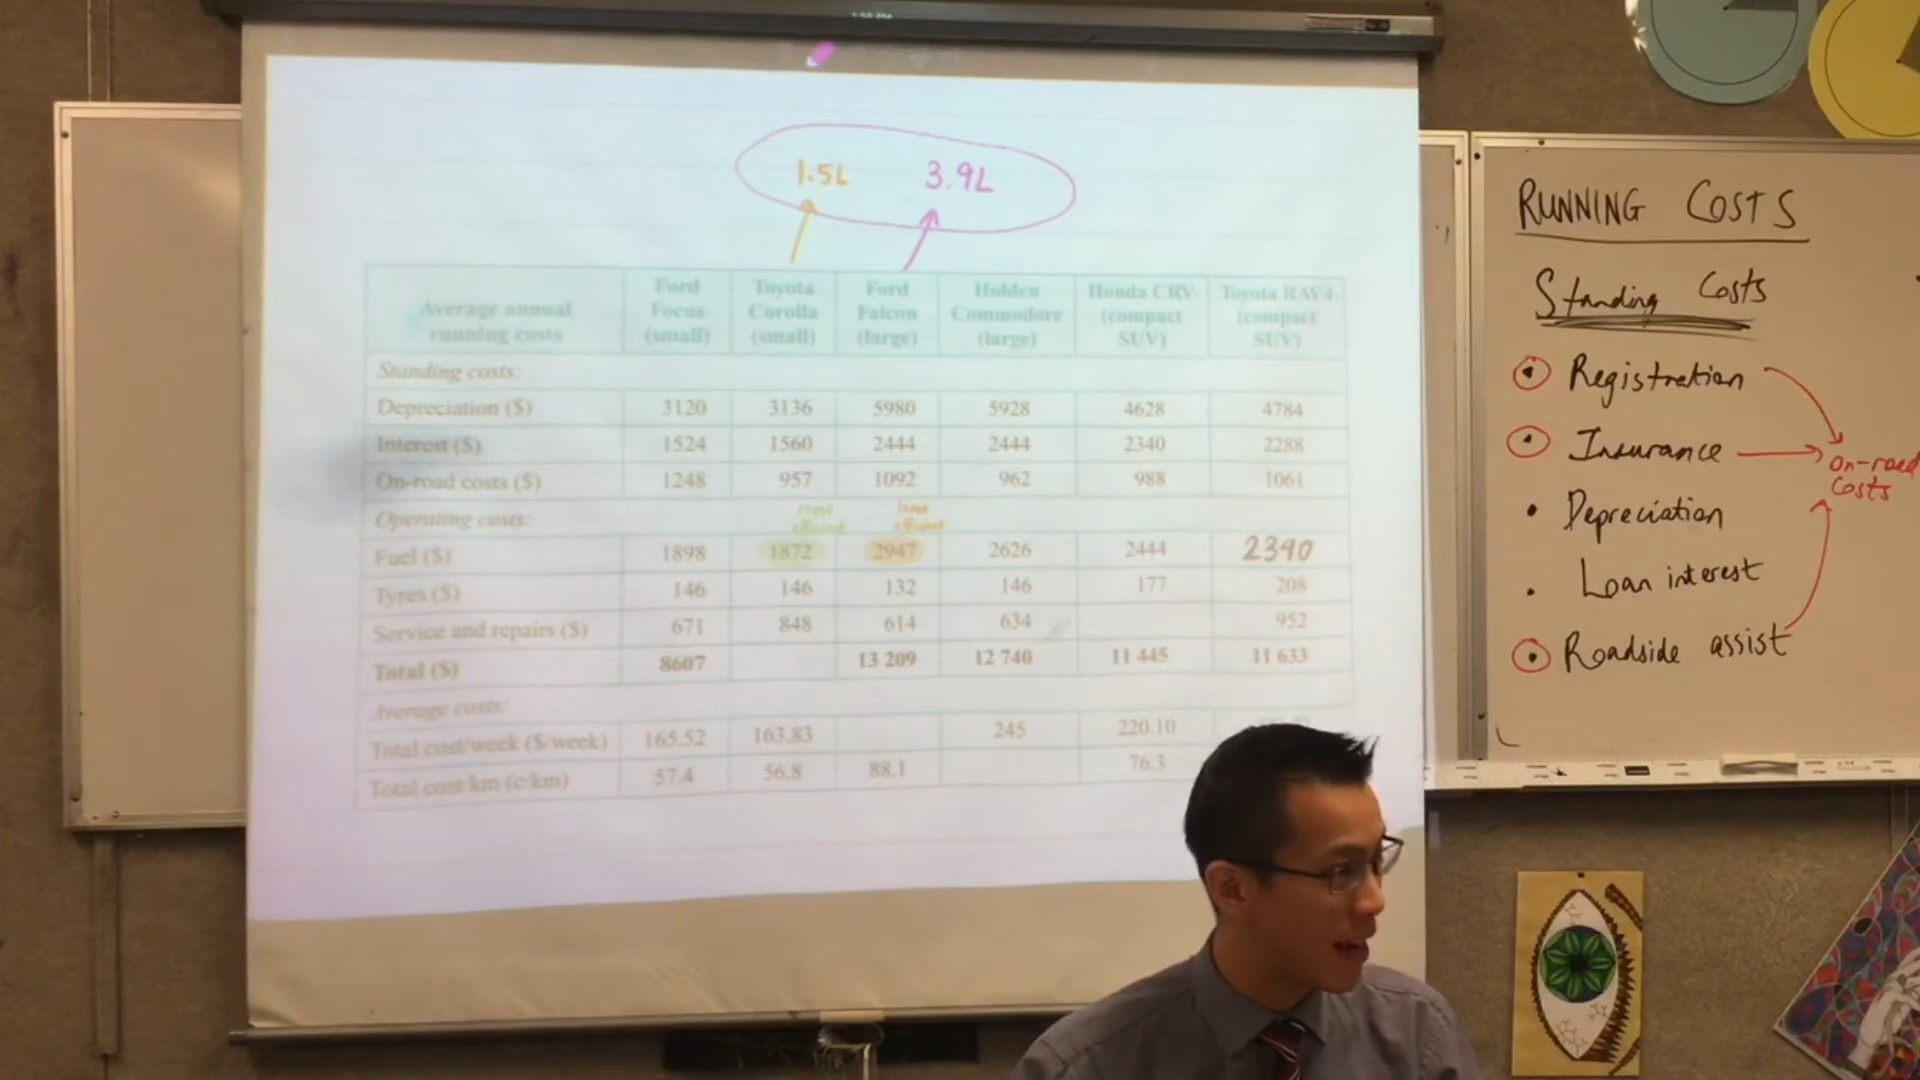 1.5L 3.9L
Average annual running costs | Ford Focus (small) | Toyota Corolla (small) | Ford Falcon (large) | Holden Commodore (large) | Honda CRV (compact SUV) | Toyota RAV4 (compact SUV)
Standing costs:
Depreciation ($) 3120 3136 5980 5928 4628 4784
Interest ($) 1524 1560 2444 2444 2340 2288
On-road costs ($) 1248 957 1092 962 988 1061
Operating costs:
Fuel ($) 1898 1872 2947 2626 2444 2390
Tyres ($) 146 146 132 146 177 208
Service and repairs ($) 671 848 614 634 952
Total ($) 8607 13 209 12 740 11 445 11 633
Average costs:
Total cost/week ($/week) 165.52 163.83 245 220.10
Total cost/km (c/km) 57.4 56.8 88.1 76.3
RUNNING COSTS
Standing Costs
• Registration
• Insurance
On-road
Costs
• Depreciation
• Loan interest
• Roadside assist